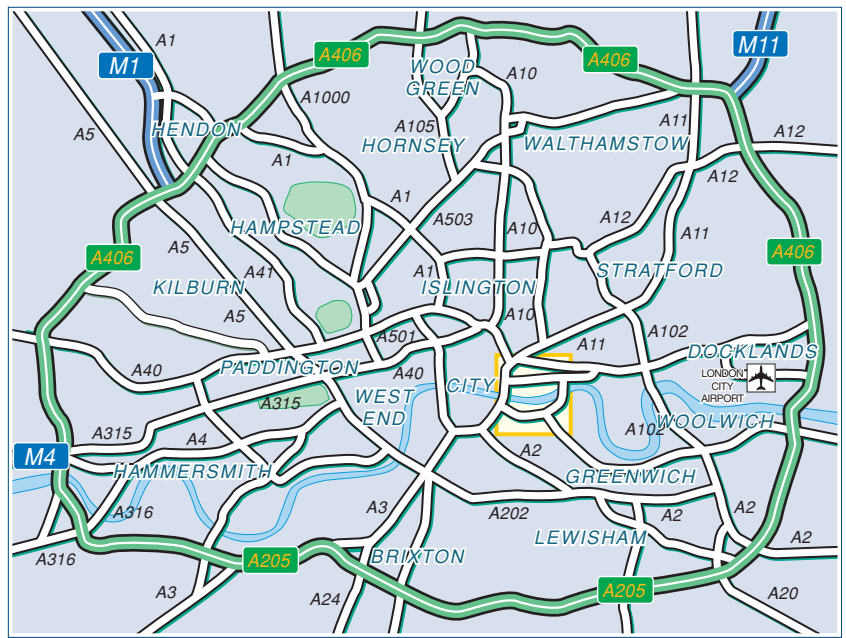 A1
M1
A406
WOOD
GREEN
A10
A406
M11
A1000
A5
HENDON
A105
HORNSEY
A11
WALTHAMSTOW
A12
A1
A12
A1
A503
HAMPSTEAD
A10
A12
A11
A406
A5
A406
A41
A1
STRATFORD
KILBURN
ISLINGTON
A5
A10
A501
A11
A102
DOCKLANDS
PADDINGTON
A40
A40
CITY
LONDON
CITY
AIRPORT
WEST
END
A315
A315
A4
A102
WOOLWICH
M4
HAMMERSMITH
A2
GREENWICH
A316
A3
A202
A2
A2
A316
LEWISHAM
A2
A205
BRIXTON
A3
A24
A205
A20